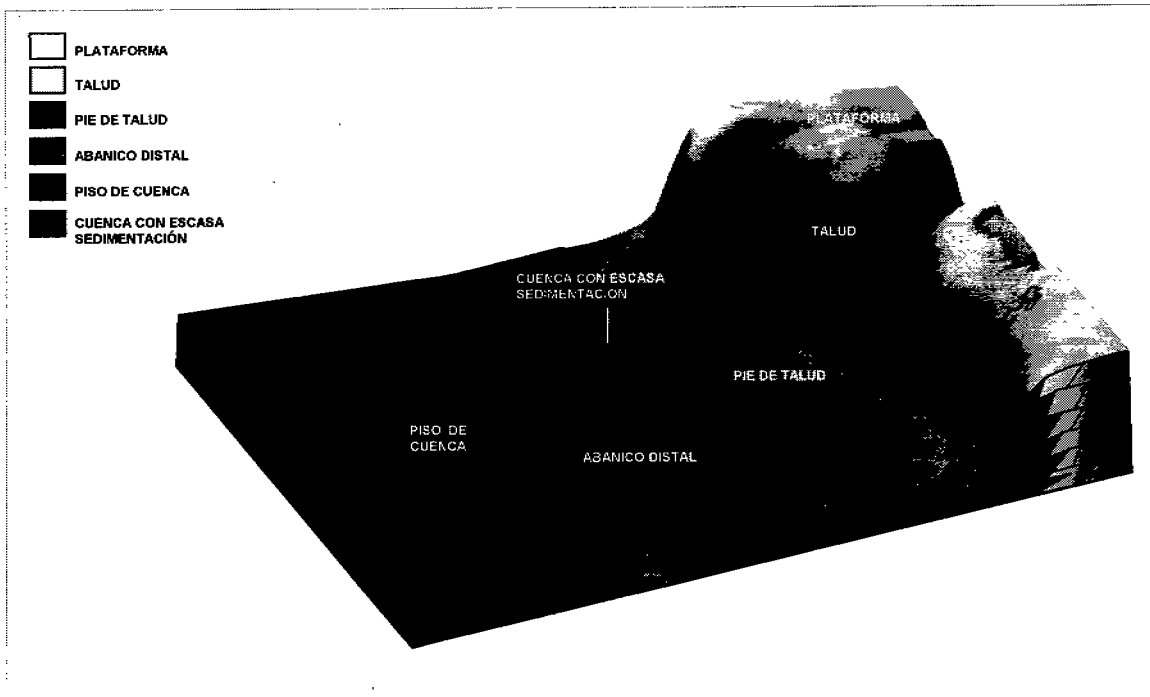 PLATAFORMA
TALUD
PIE DE TALUD
ABANICO DISTAL
PISO DE CUENCA
CUENCA CON ESCASA
SEDIMENTACIÓN
PLATAFORMA
TALUD
CUENCA CON ESCASA
SEDIMENTACION
PIE DE TALUD
PISO DE
CUENCA
ABANICO DISTAL